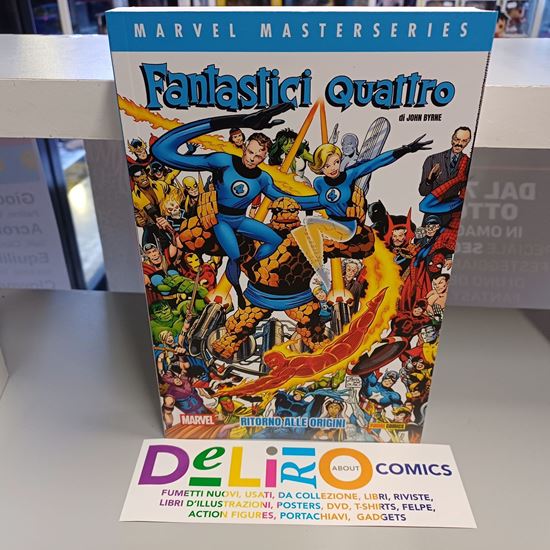 MARVEL MASTERSERIES
Fantastici Quattro
di JOHN BYRNE
MARVEL
RITORNO ALLE ORIGINI
PANINI COMICS
DeLiRiO
ABOUT
COMICS
FUMETTI NUOVI, USATI, DA COLLEZIONE, LIBRI, RIVISTE,
LIBRI D'ILLUSTRAZIONI, POSTERS, DVD, T-SHIRTS, FELPE,
ACTION FIGURES, PORTACHIAVI, GADGETS